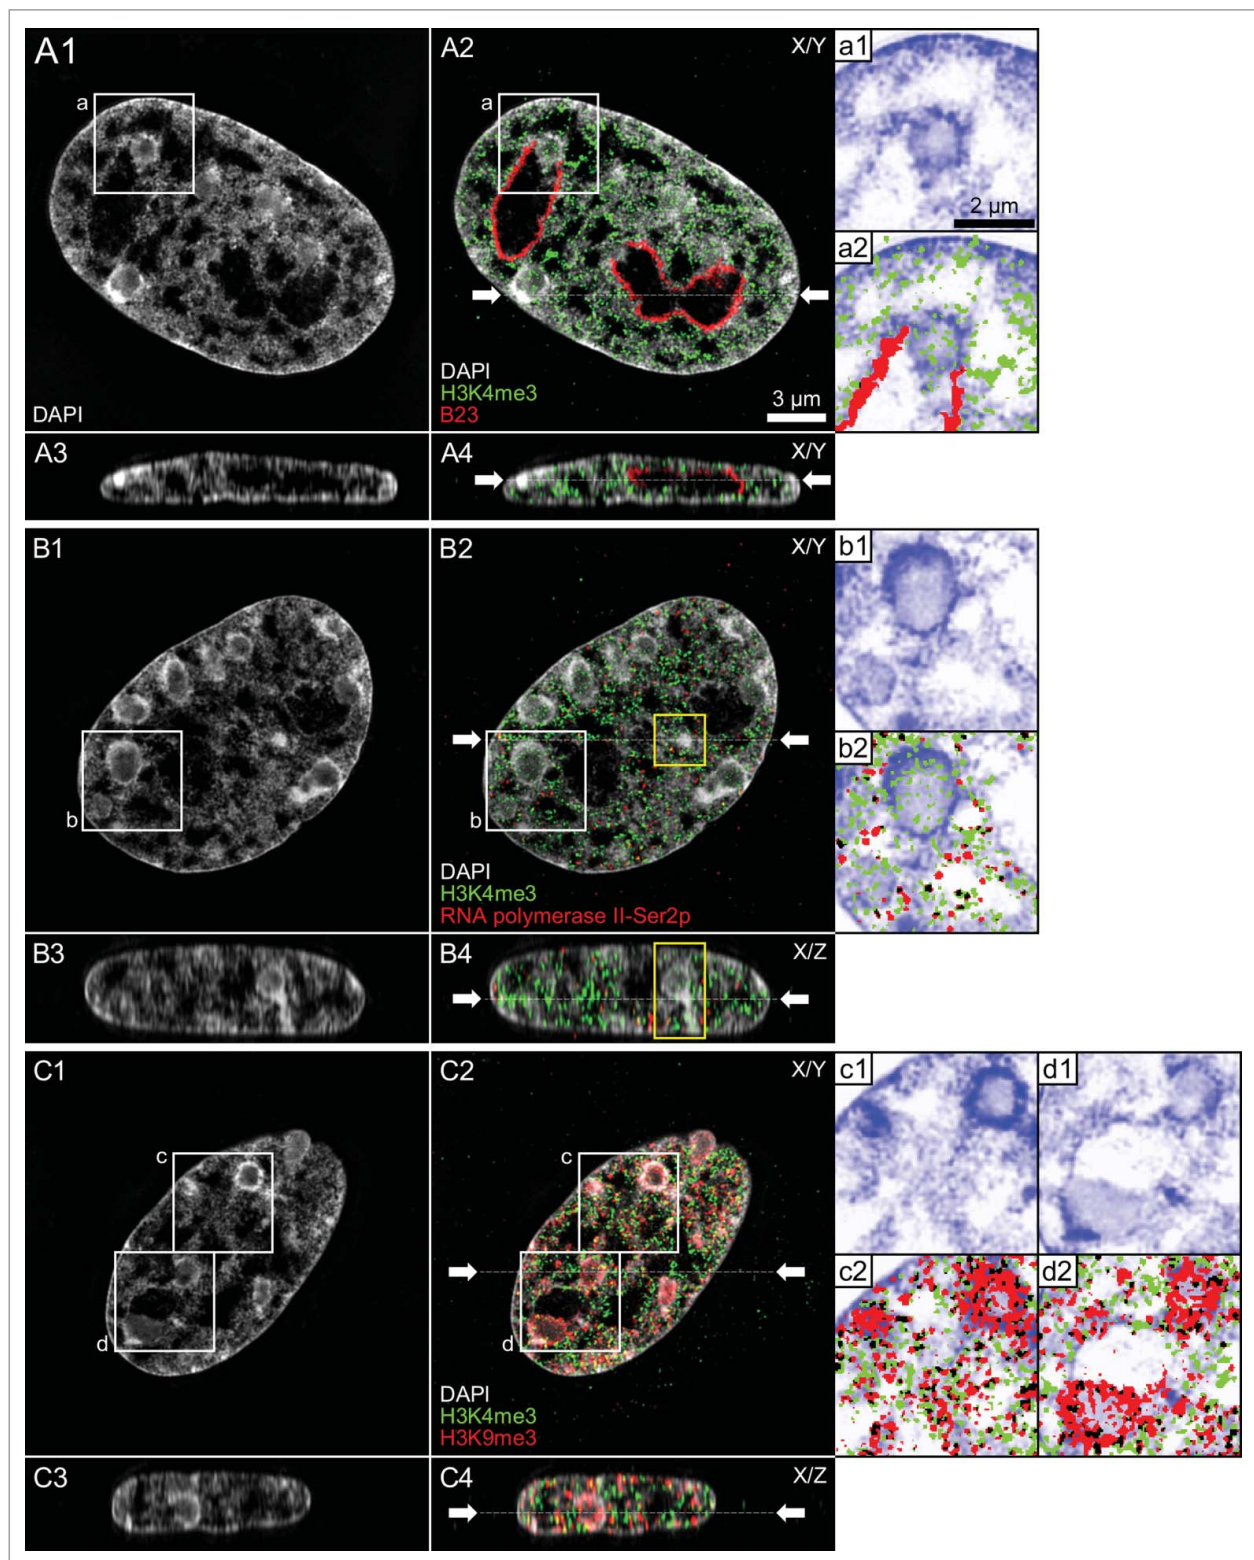 A1
a
DAPI
A2
X/Y
a
DAPI
H3K4me3
B23
3 µm
a1
2 µm
a2
A3
A4
X/Y
B1
b
B2
X/Y
b
DAPI
H3K4me3
RNA polymerase II-Ser2p
b1
b2
B3
B4
X/Z
C1
c
d
C2
X/Y
c
d
DAPI
H3K4me3
H3K9me3
c1
d1
c2
d2
C3
C4
X/Z